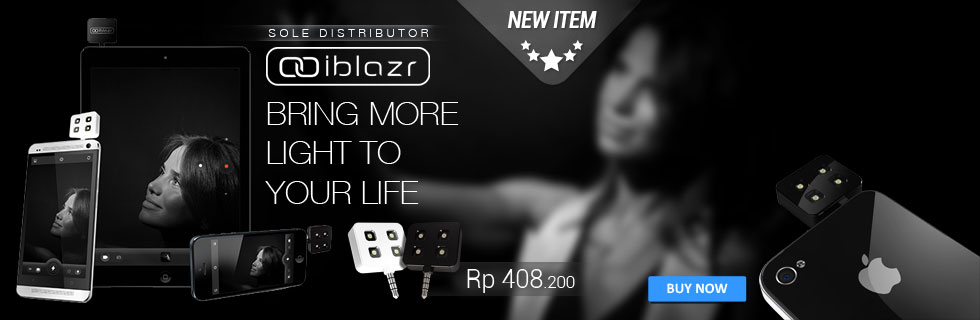 SOLE DISTRIBUTOR
iblazr
BRING MORE
LIGHT TO
YOUR LIFE
NEW ITEM
Rp 408.200
BUY NOW